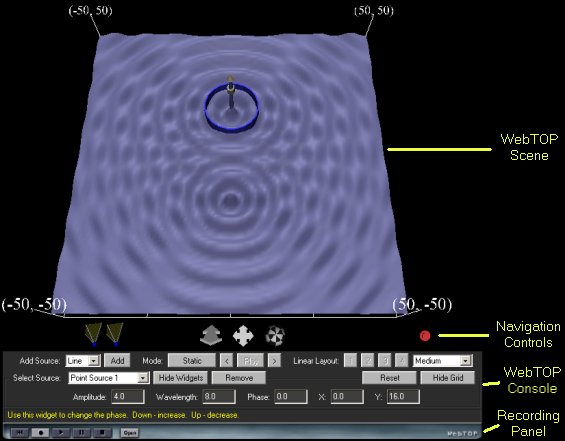 (-50, 50)
(50, 50)
WebTOP
Scene
(-50, -50)
(50, -50)
Navigation
Controls
Add Source: Line Add Mode: Static < Play > Linear Layout: 1 2 3 4 Medium
Select Source: Point Source 1 Hide Widgets Remove Reset Hide Grid
WebTOP
Console
Amplitude: 4.0 Wavelength: 8.0 Phase: 0.0 X: 0.0 Y: 16.0
Use this widget to change the phase. Down - increase. Up - decrease.
Open WebTOP
Recording
Panel